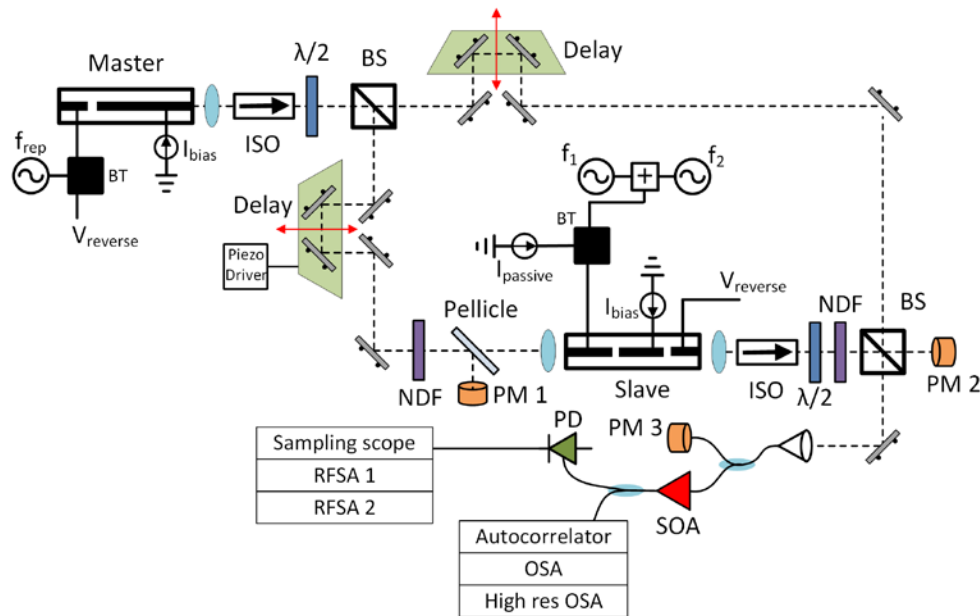 Master
λ/2
BS
Delay
f_rep
BT
I_bias
ISO
V_reverse
f_1
+
f_2
Delay
BT
Piezo
Driver
I_passive
I_bias
V_reverse
Pellicle
NDF
BS
NDF
PM 1
Slave
ISO
λ/2
PM 2
PD
PM 3
Sampling scope
RFSA 1
RFSA 2
SOA
Autocorrelator
OSA
High res OSA